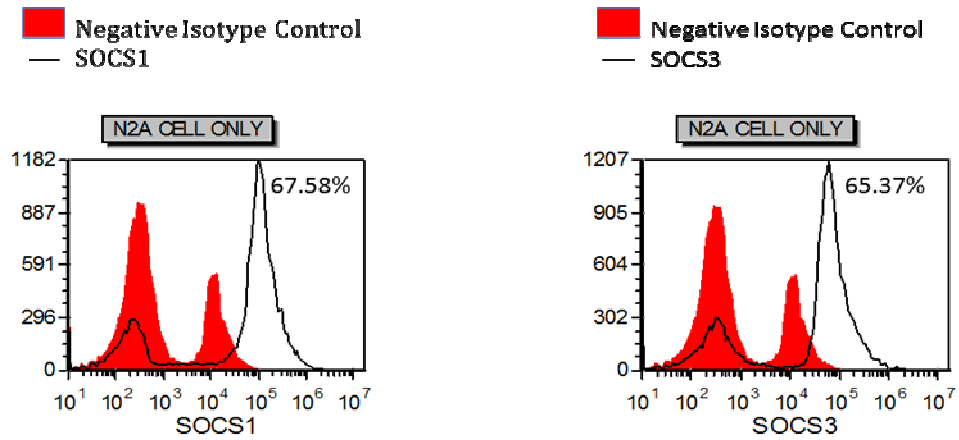 Negative Isotype Control
SOCS1
N2A CELL ONLY
1182
887
591
296
0
67.58%
10^1 10^2 10^3 10^4 10^5 10^6 10^7
SOCS1
Negative Isotype Control
SOCS3
N2A CELL ONLY
1207
905
604
302
0
65.37%
10^1 10^2 10^3 10^4 10^5 10^6 10^7
SOCS3